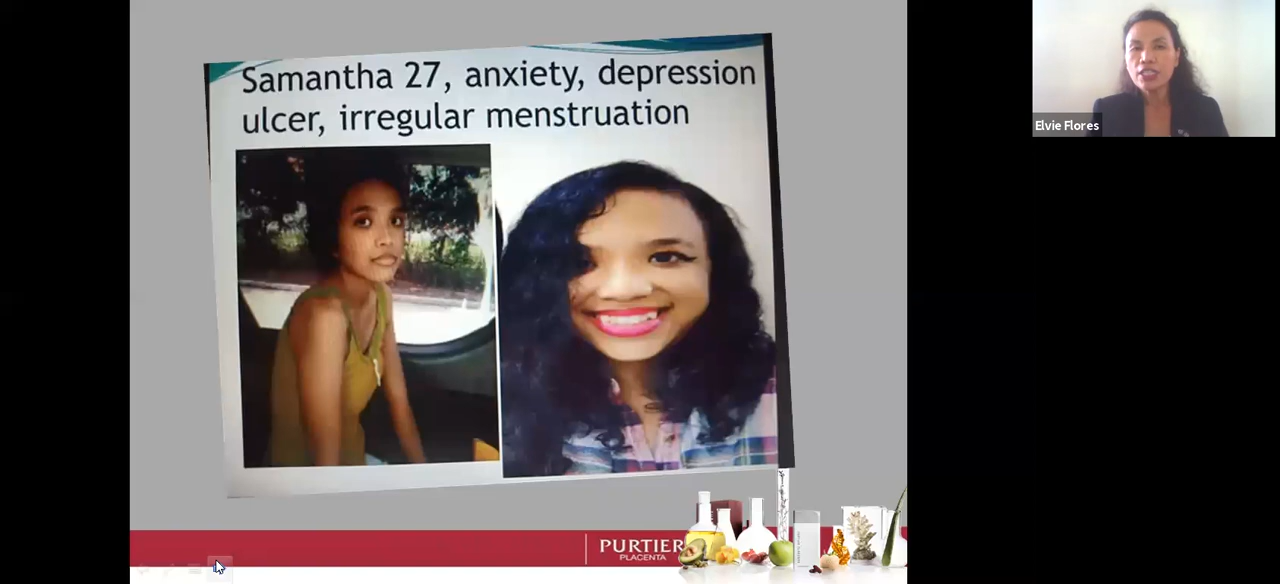 Samantha 27, anxiety, depression
ulcer, irregular menstruation
Elvie Flores
PURTIER
PLACENTA